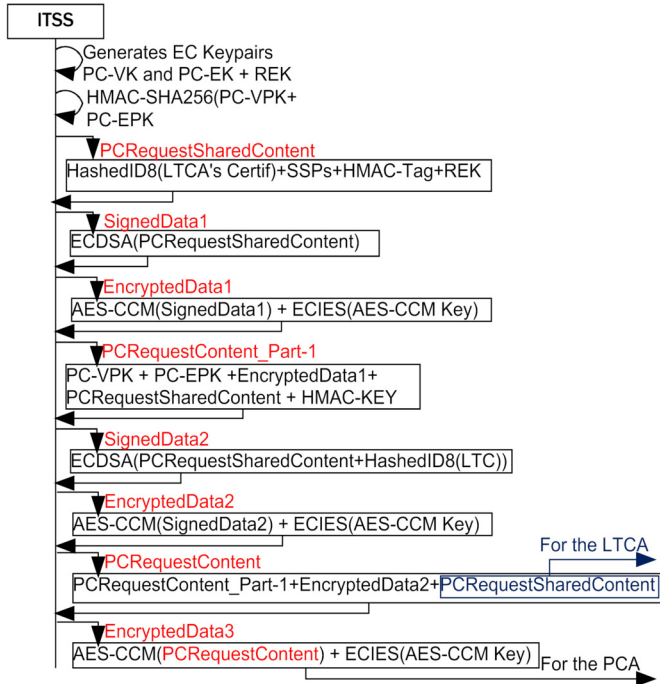 ITSS
Generates EC Keypairs
PC-VK and PC-EK + REK
HMAC-SHA256(PC-VPK+
PC-EPK
PCRequestSharedContent
HashedID8(LTCA's Certif)+SSPs+HMAC-Tag+REK
SignedData1
ECDSA(PCRequestSharedContent)
EncryptedData1
AES-CCM(SignedData1) + ECIES(AES-CCM Key)
PCRequestContent_Part-1
PC-VPK + PC-EPK +EncryptedData1+
PCRequestSharedContent + HMAC-KEY
SignedData2
ECDSA(PCRequestSharedContent+HashedID8(LTC))
EncryptedData2
AES-CCM(SignedData2) + ECIES(AES-CCM Key)
For the LTCA
PCRequestContent
PCRequestContent_Part-1+EncryptedData2+PCRequestSharedContent
EncryptedData3
AES-CCM(PCRequestContent) + ECIES(AES-CCM Key)
For the PCA